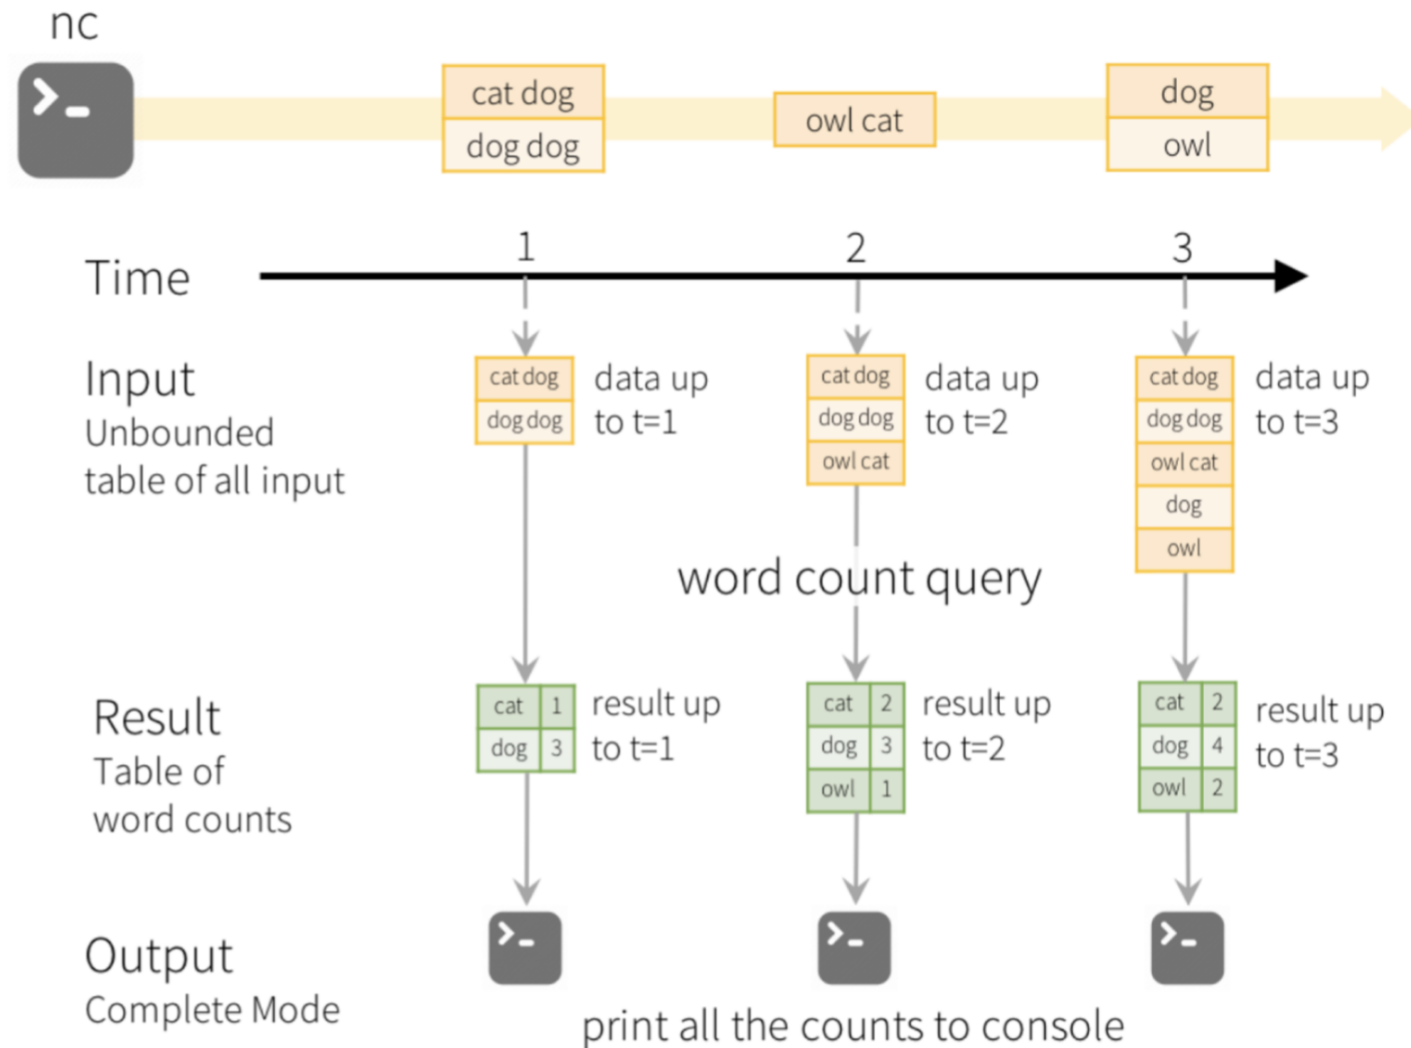 nc
cat dog
dog dog
owl cat
dog
owl
Time
1
2
3
Input
Unbounded
table of all input
cat dog
dog dog
data up
to t=1
cat dog
dog dog
owl cat
data up
to t=2
cat dog
dog dog
owl cat
dog
owl
data up
to t=3
word count query
Result
Table of
word counts
cat 1
dog 3
result up
to t=1
cat 2
dog 3
owl 1
result up
to t=2
cat 2
dog 4
owl 2
result up
to t=3
Output
Complete Mode
print all the counts to console